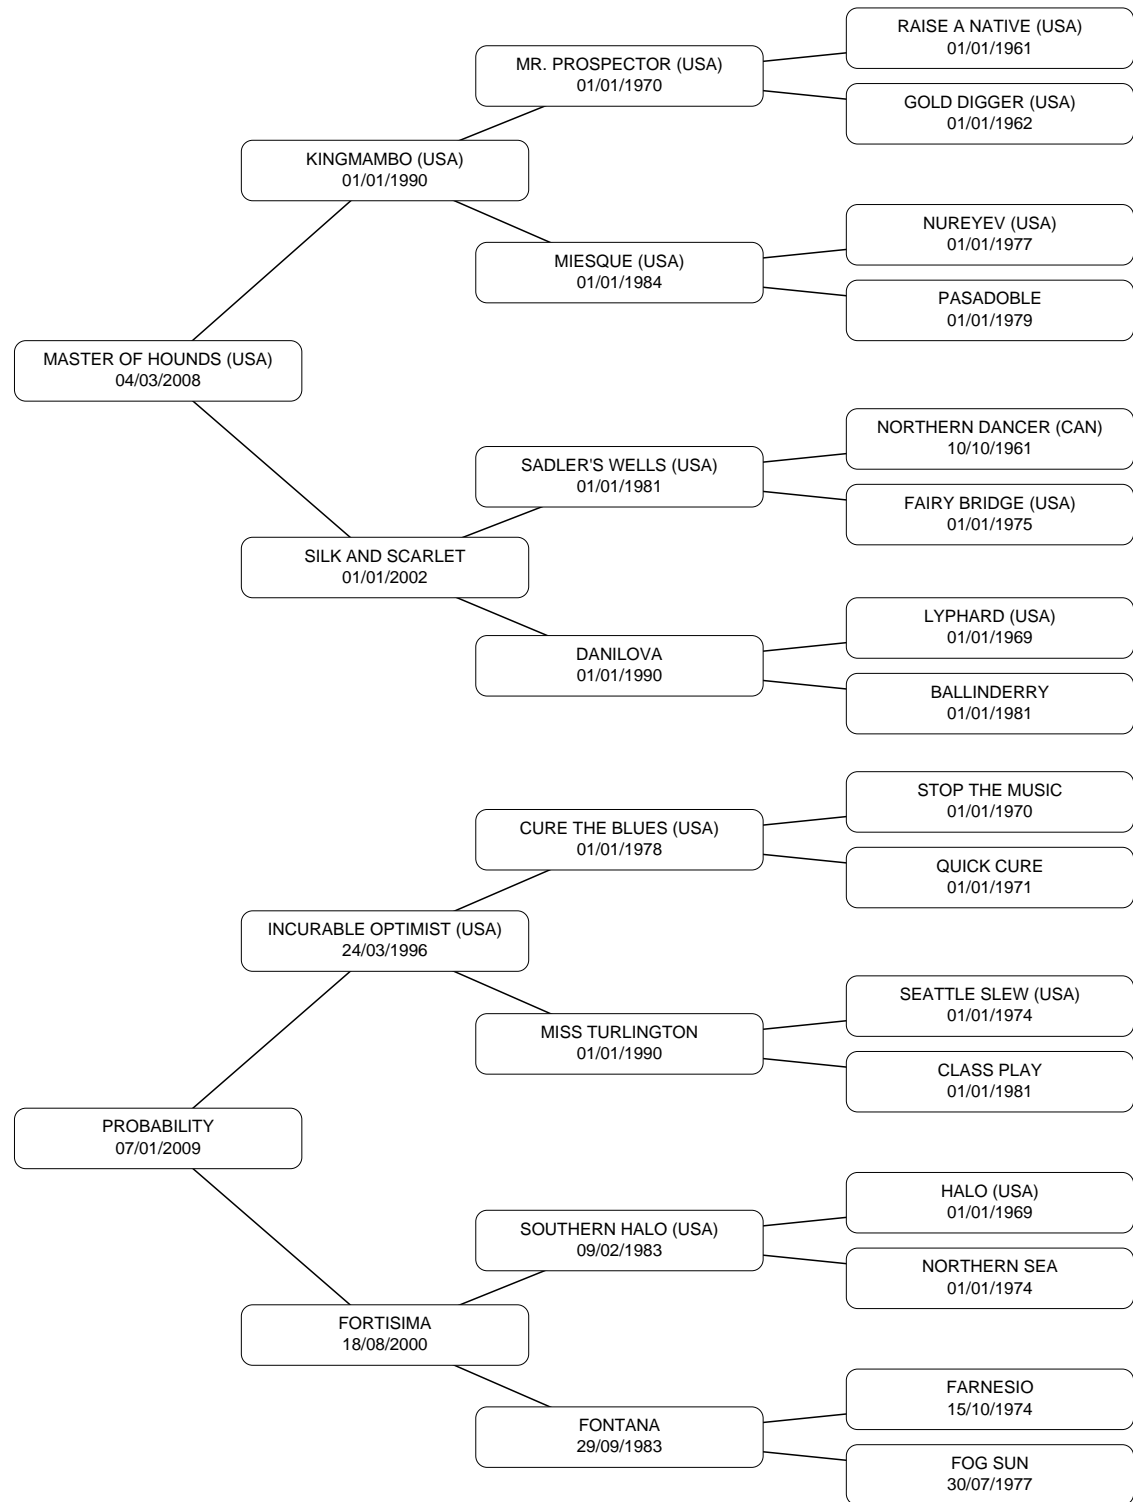 RAISE A NATIVE (USA)
01/01/1961
MR. PROSPECTOR (USA)
01/01/1970
GOLD DIGGER (USA)
01/01/1962
KINGMAMBO (USA)
01/01/1990
NUREYEV (USA)
01/01/1977
MIESQUE (USA)
01/01/1984
PASADOBLE
01/01/1979
MASTER OF HOUNDS (USA)
04/03/2008
NORTHERN DANCER (CAN)
10/10/1961
SADLER'S WELLS (USA)
01/01/1981
FAIRY BRIDGE (USA)
01/01/1975
SILK AND SCARLET
01/01/2002
LYPHARD (USA)
01/01/1969
DANILOVA
01/01/1990
BALLINDERRY
01/01/1981
STOP THE MUSIC
01/01/1970
CURE THE BLUES (USA)
01/01/1978
QUICK CURE
01/01/1971
INCURABLE OPTIMIST (USA)
24/03/1996
SEATTLE SLEW (USA)
01/01/1974
MISS TURLINGTON
01/01/1990
CLASS PLAY
01/01/1981
PROBABILITY
07/01/2009
HALO (USA)
01/01/1969
SOUTHERN HALO (USA)
09/02/1983
NORTHERN SEA
01/01/1974
FORTISIMA
18/08/2000
FARNESIO
15/10/1974
FONTANA
29/09/1983
FOG SUN
30/07/1977